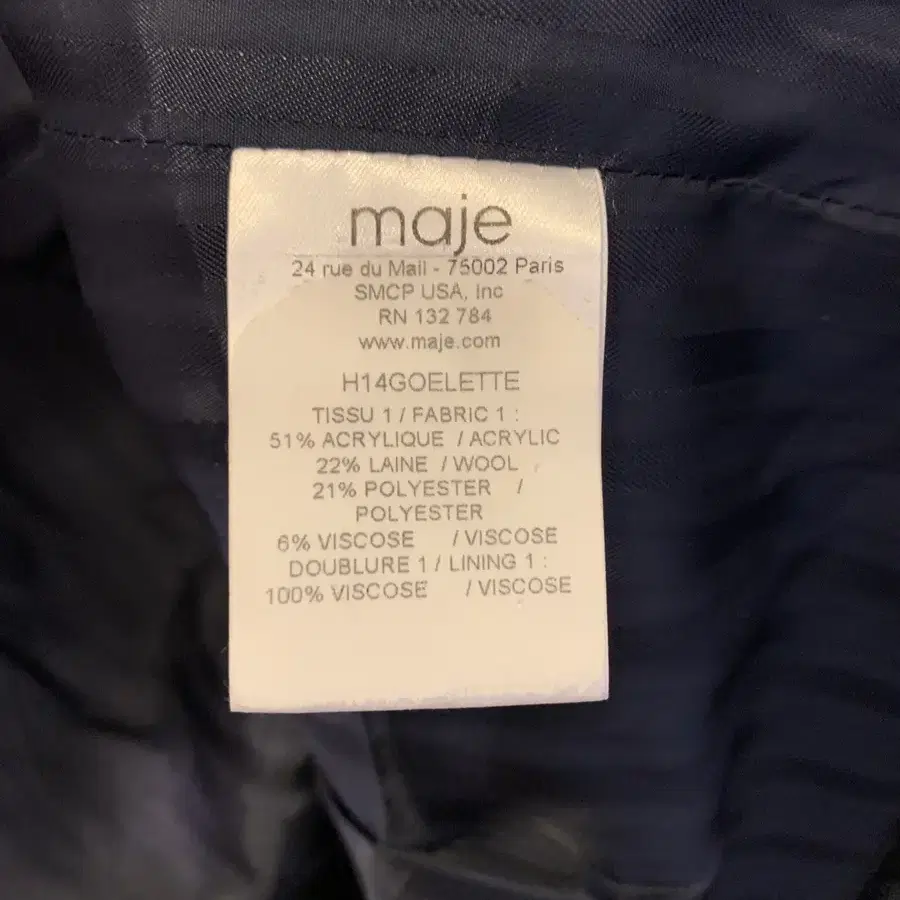 maje
24 rue du Mail - 75002 Paris
SMCP USA, Inc
RN 132 784
www.maje.com
H14GOELETTE
TISSU 1 / FABRIC 1 :
51% ACRYLIQUE / ACRYLIC
22% LAINE / WOOL
21% POLYESTER /
POLYESTER
6% VISCOSE / VISCOSE
DOUBLURE 1 / LINING 1 :
100% VISCOSE / VISCOSE